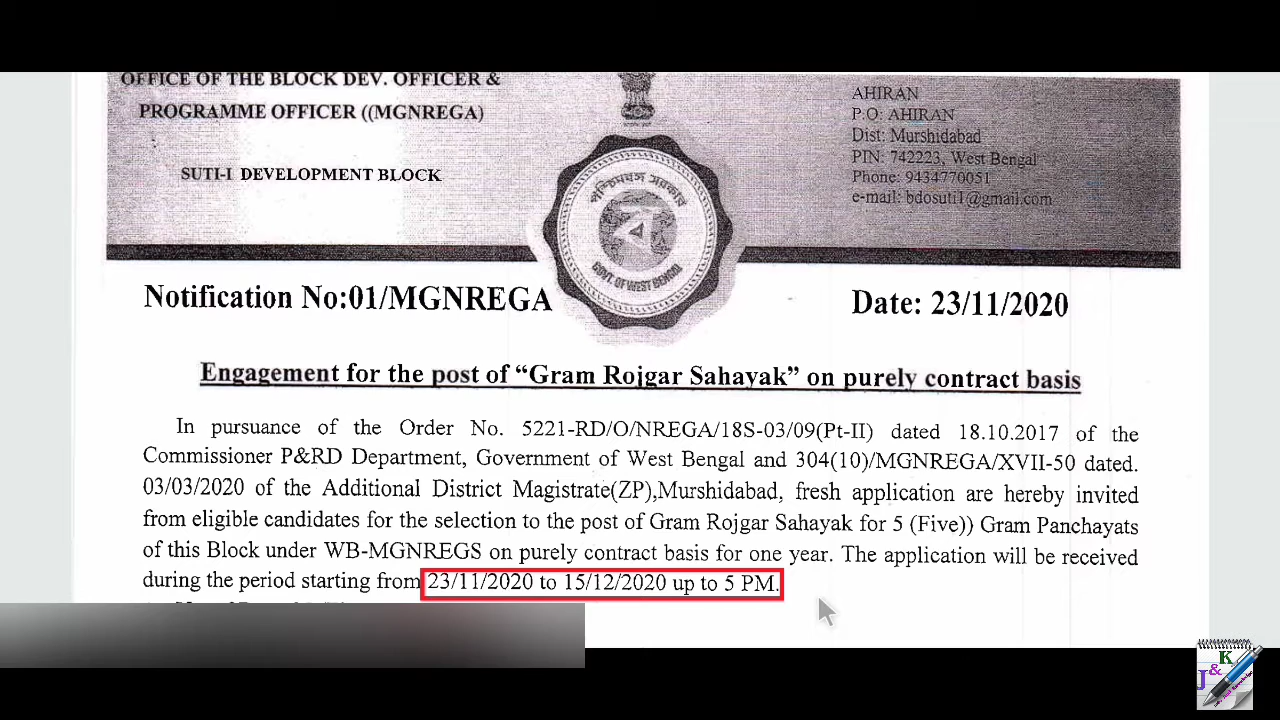 OFFICE OF THE BLOCK DEV. OFFICER &
PROGRAMME OFFICER ((MGNREGA)
SUTI-I DEVELOPMENT BLOCK
AHIRAN
P.O: AHIRAN
Dist: Murshidabad
PIN 742223, West Bengal
Phone: 9434770051
পশ্চিমবঙ্গ সরকার
GOVT. OF WEST BENGAL
Notification No:01/MGNREGA
Date: 23/11/2020
Engagement for the post of “Gram Rojgar Sahayak” on purely contract basis
In pursuance of the Order No. 5221-RD/O/NREGA/18S-03/09(Pt-II) dated 18.10.2017 of the
Commissioner P&RD Department, Government of West Bengal and 304(10)/MGNREGA/XVII-50 dated.
03/03/2020 of the Additional District Magistrate(ZP),Murshidabad, fresh application are hereby invited
from eligible candidates for the selection to the post of Gram Rojgar Sahayak for 5 (Five)) Gram Panchayats
of this Block under WB-MGNREGS on purely contract basis for one year. The application will be received
during the period starting from 23/11/2020 to 15/12/2020 up to 5 PM.
J & K